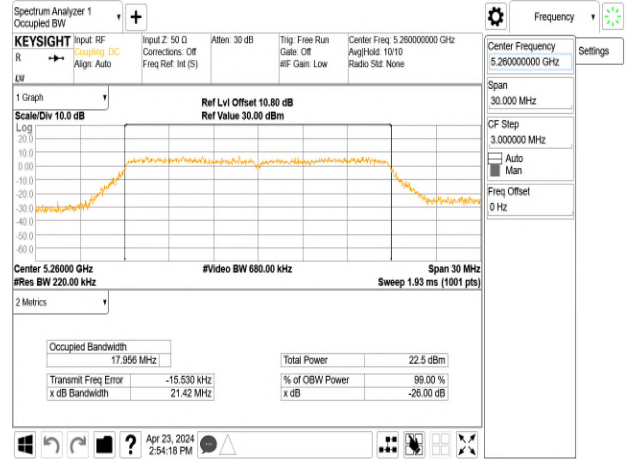 Spectrum Analyzer 1
Occupied BW
Frequency
KEYSIGHT
R
Input: RF
Coupling: DC
Align: Auto
Input Z: 50 Ω
Corrections: Off
Freq Ref: Int (S)
Atten: 30 dB
Trig: Free Run
Gate: Off
#IF Gain: Low
Center Freq: 5.260000000 GHz
Avg|Hold: 10/10
Radio Std: None
Center Frequency
5.260000000 GHz
Settings
Span
30.000 MHz
CF Step
3.000000 MHz
Auto
Man
Freq Offset
0 Hz
1 Graph
Scale/Div 10.0 dB
Ref Lvl Offset 10.80 dB
Ref Value 30.00 dBm
Log
20.0
10.0
0.00
-10.0
-20.0
-30.0
-40.0
-50.0
-60.0
Center 5.26000 GHz
#Res BW 220.00 kHz
#Video BW 680.00 kHz
Span 30 MHz
Sweep 1.93 ms (1001 pts)
2 Metrics
Occupied Bandwidth
17.956 MHz
Total Power 22.5 dBm
Transmit Freq Error -15.530 kHz
% of OBW Power 99.00 %
x dB Bandwidth 21.42 MHz
x dB -26.00 dB
Apr 23, 2024
2:54:18 PM